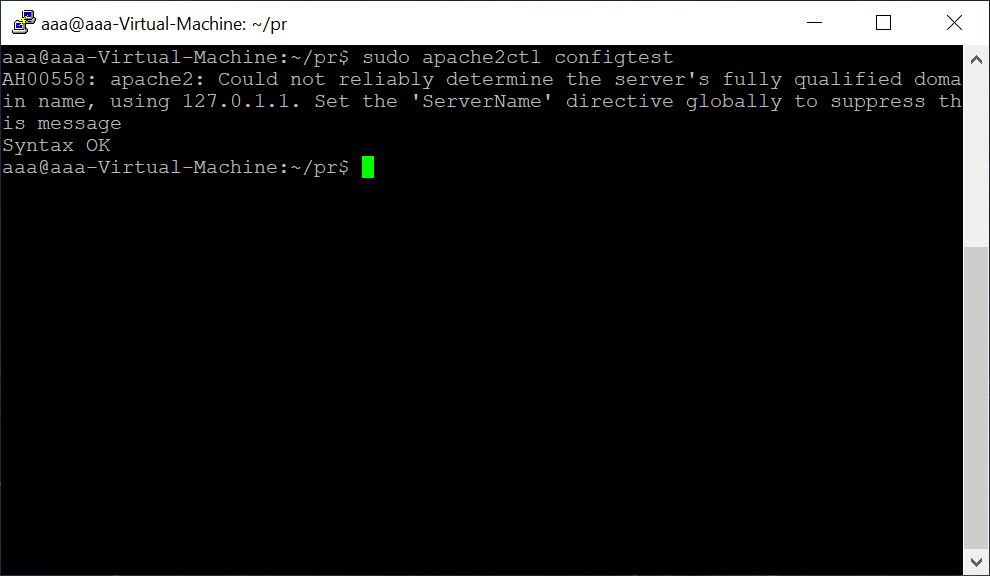 aaa@aaa-Virtual-Machine: ~/pr
aaa@aaa-Virtual-Machine:~/pr$ sudo apache2ctl configtest
AH00558: apache2: Could not reliably determine the server's fully qualified doma
in name, using 127.0.1.1. Set the 'ServerName' directive globally to suppress th
is message
Syntax OK
aaa@aaa-Virtual-Machine:~/pr$